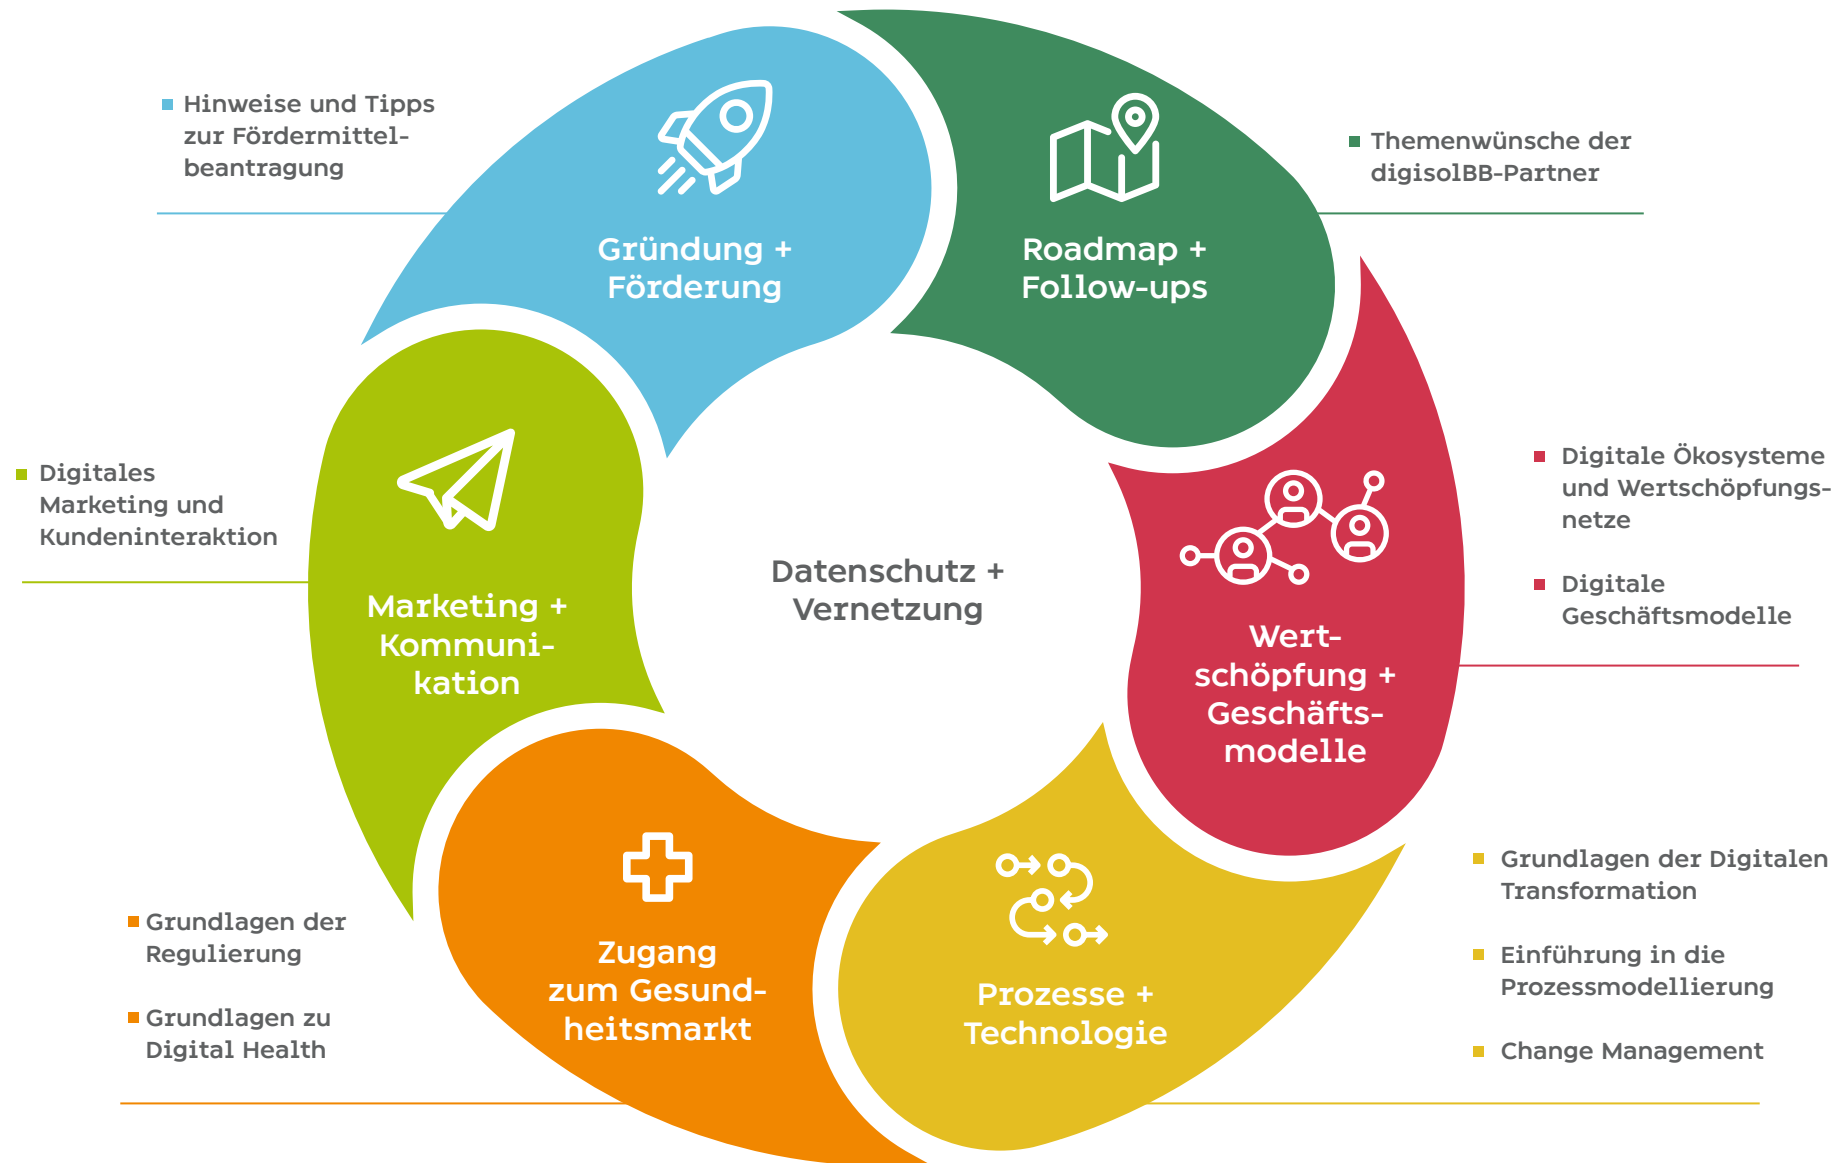 Hinweise und Tipps
zur Fördermittel-
beantragung
Gründung +
Förderung
Roadmap +
Follow-ups
Themenwünsche der
digisolBB-Partner
Digitales
Marketing und
Kundeninteraktion
Marketing +
Kommuni-
kation
Datenschutz +
Vernetzung
Wert-
schöpfung +
Geschäfts-
modelle
Digitale Ökosysteme
und Wertschöpfungs-
netze
Digitale
Geschäftsmodelle
Grundlagen der
Regulierung
Grundlagen zu
Digital Health
Zugang
zum Gesund-
heitsmarkt
Prozesse +
Technologie
Grundlagen der Digitalen
Transformation
Einführung in die
Prozessmodellierung
Change Management